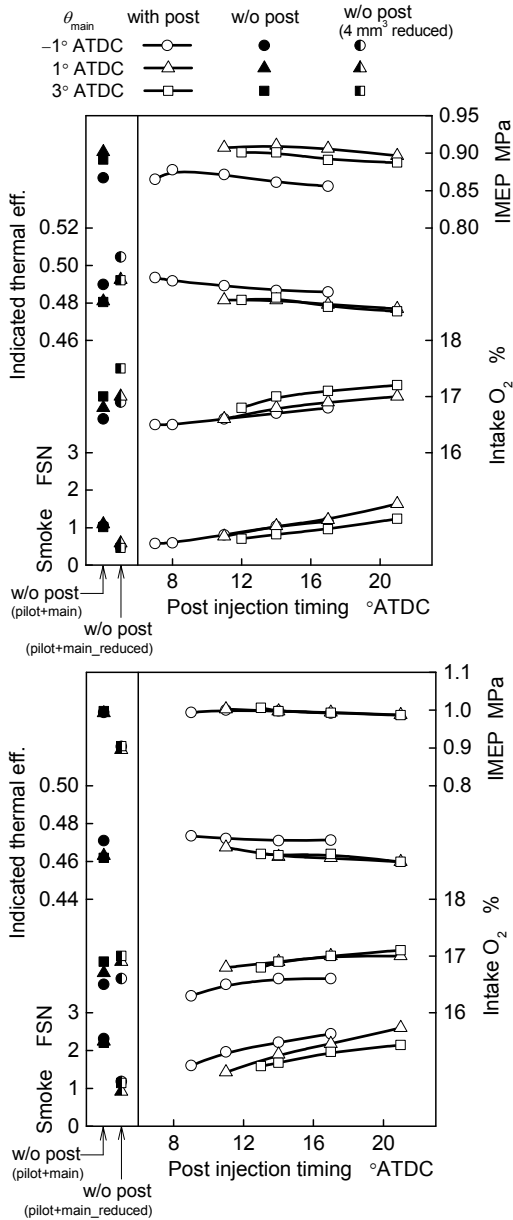 θmain with post w/o post w/o post
(4 mm³ reduced)
−1° ATDC
1° ATDC
3° ATDC
0.95
0.90
0.85
0.80
IMEP MPa
0.52
0.50
0.48
0.46
Indicated thermal eff.
18
17
16
Intake O₂ %
3
2
1
0
Smoke FSN
8 12 16 20
w/o post
(pilot+main)
Post injection timing °ATDC
w/o post
(pilot+main_reduced)
1.1
1.0
0.9
0.8
IMEP MPa
0.50
0.48
0.46
0.44
Indicated thermal eff.
18
17
16
Intake O₂ %
3
2
1
0
Smoke FSN
8 12 16 20
w/o post
(pilot+main)
Post injection timing °ATDC
w/o post
(pilot+main_reduced)